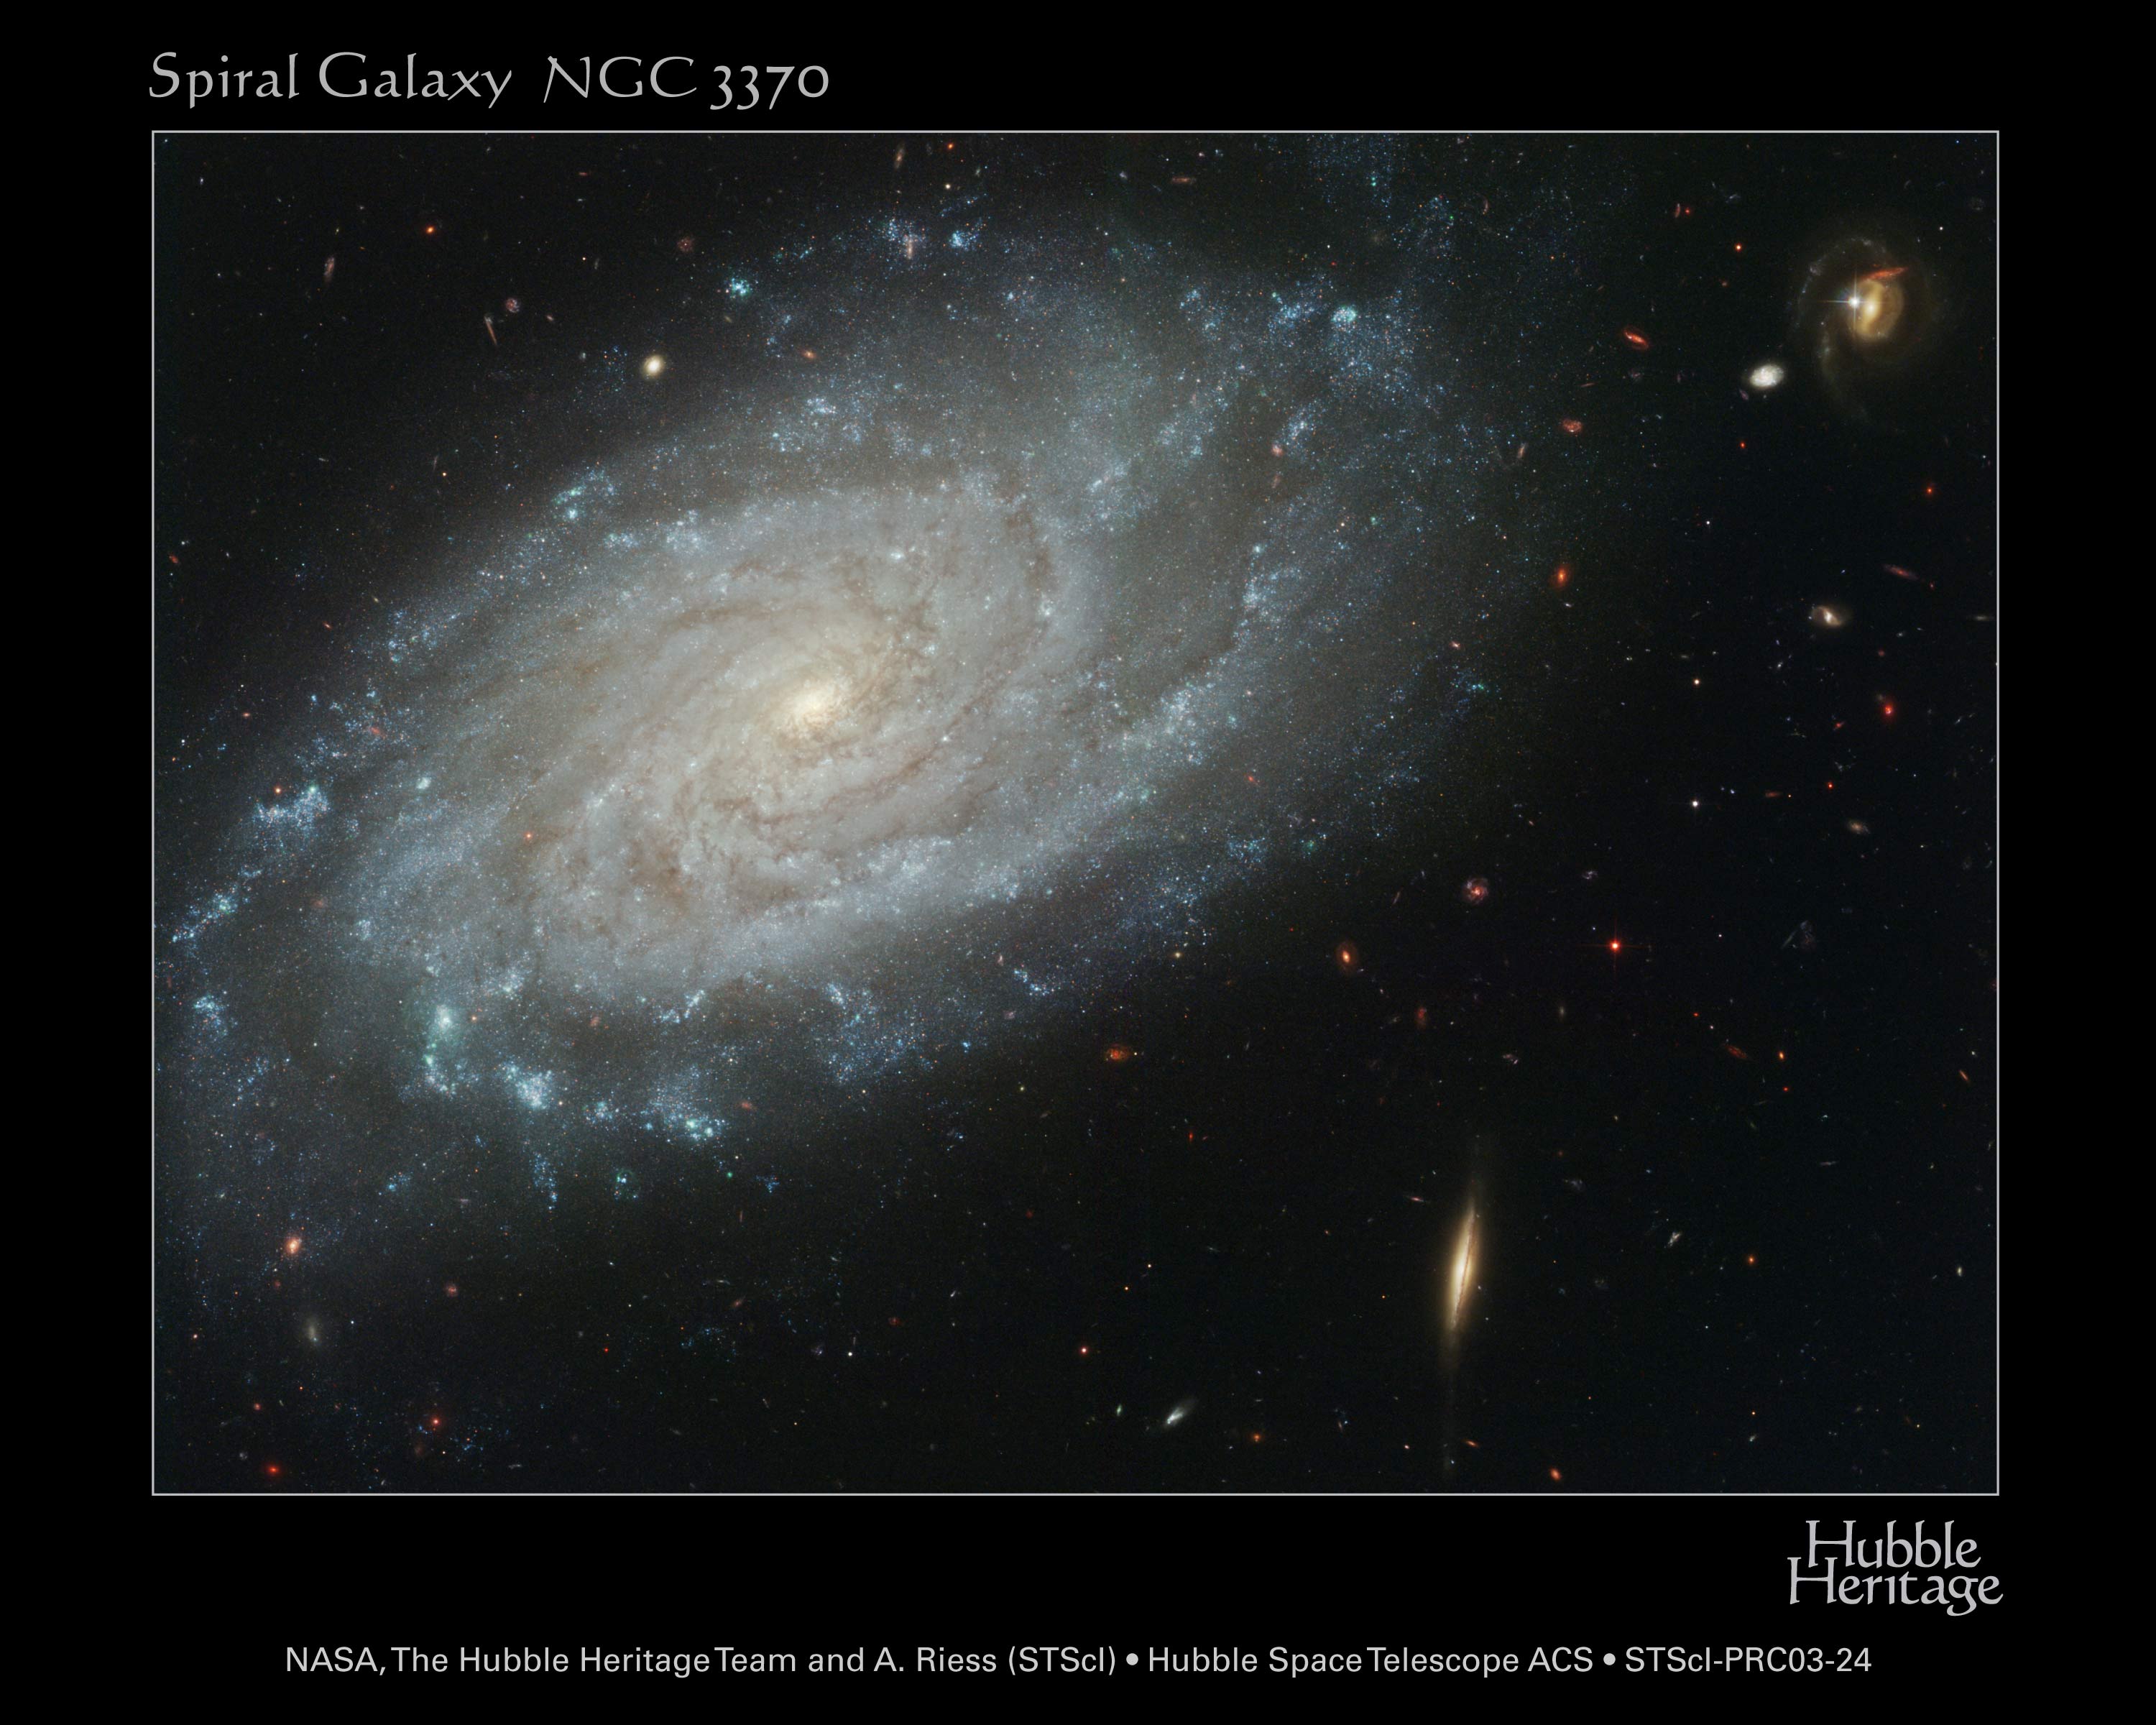 Spiral Galaxy NGC 3370
Hubble
Heritage
NASA, The Hubble Heritage Team and A. Riess (STScI) • Hubble Space Telescope ACS • STScI-PRC03-24